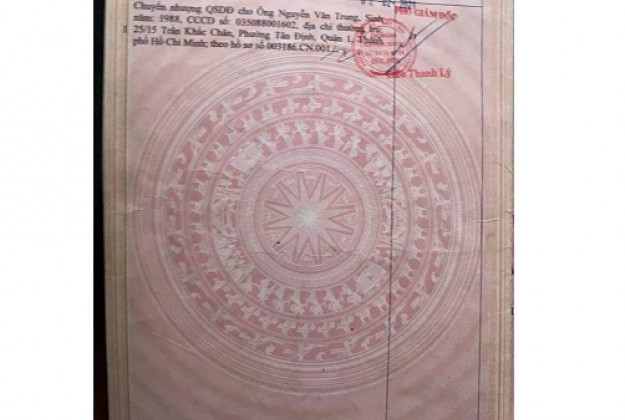 Chuyển nhượng QSDĐ cho Ông Nguyễn Văn Trung, Sinh
năm: 1988, CCCD số: 035088001602, địa chỉ thường trú:
25/15 Trần Khắc Chân, Phường Tân Định, Quận 1, Thành
phố Hồ Chí Minh; theo hồ sơ số 003186.CN.001./.
PHÓ GIÁM ĐỐC
Thanh Lý